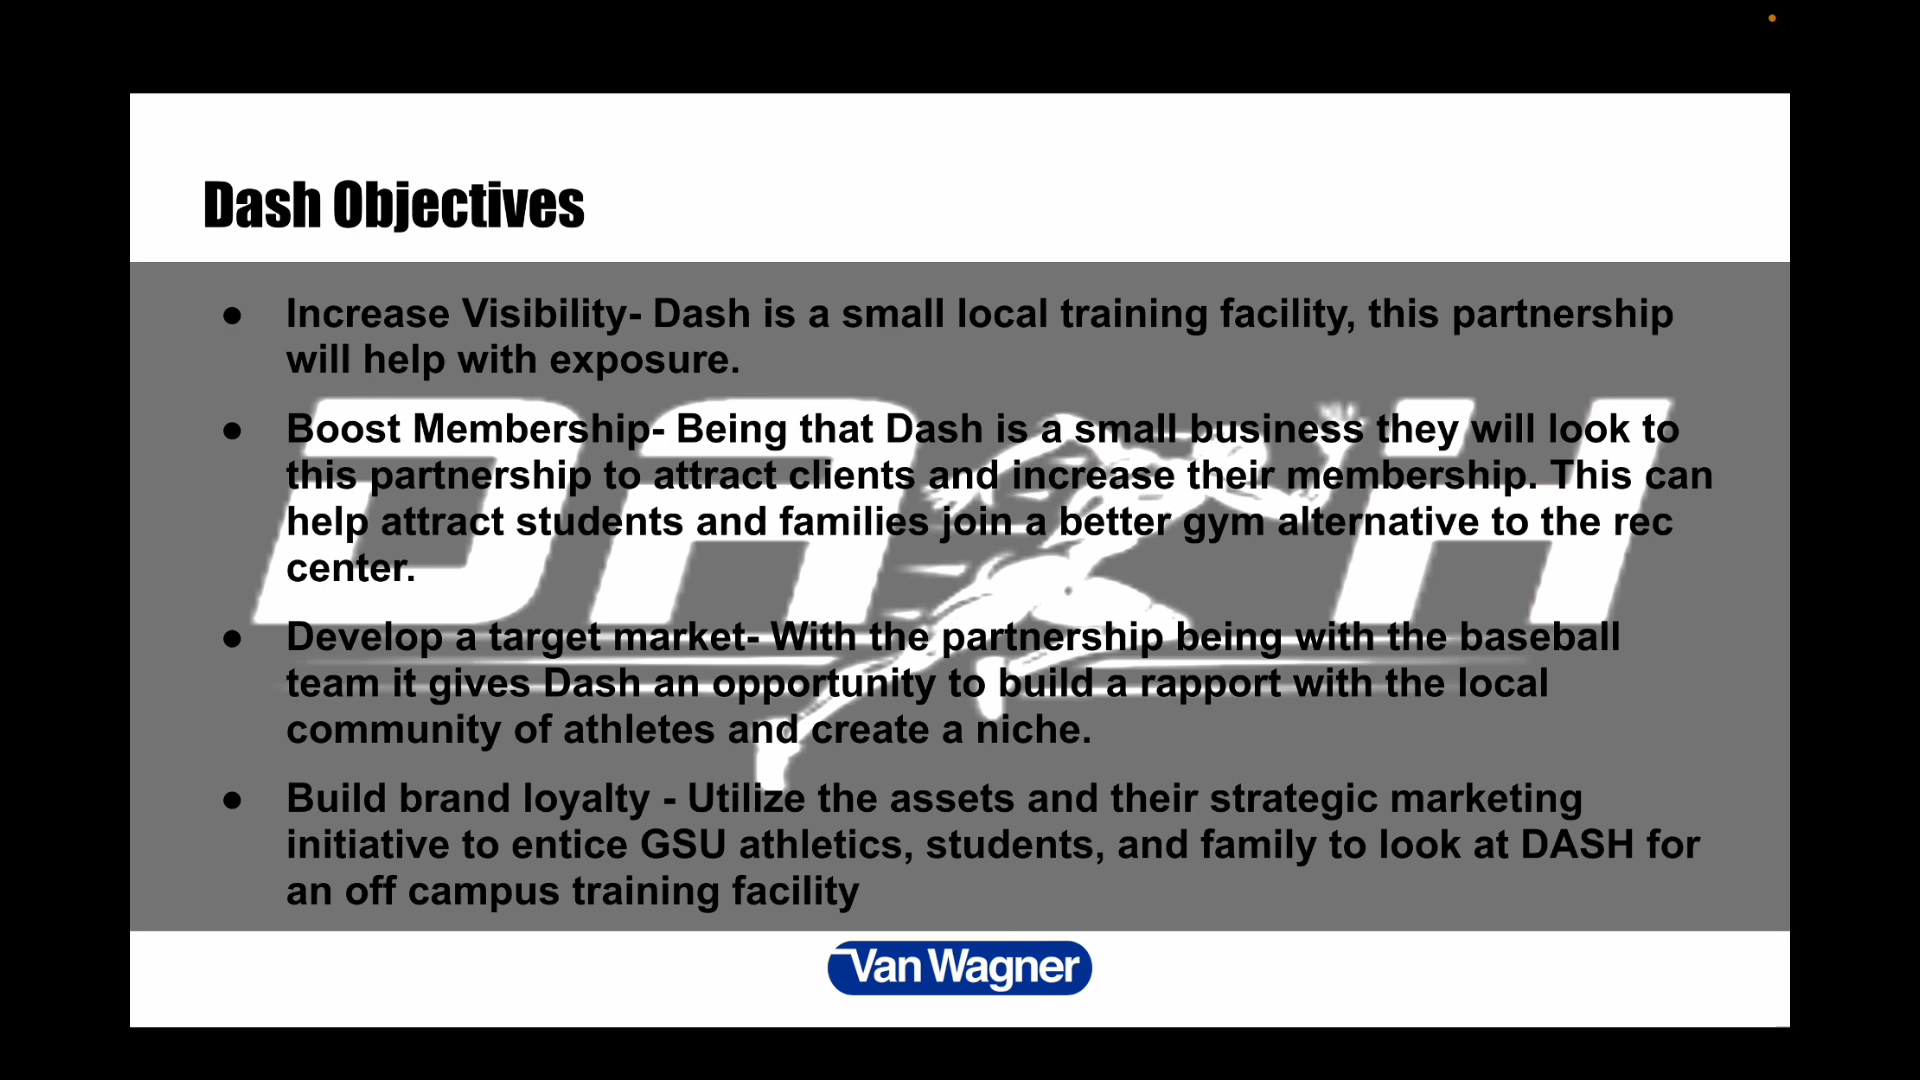 Dash Objectives
● Increase Visibility- Dash is a small local training facility, this partnership
will help with exposure.
● Boost Membership- Being that Dash is a small business they will look to
this partnership to attract clients and increase their membership. This can
help attract students and families join a better gym alternative to the rec
center.
● Develop a target market- With the partnership being with the baseball
team it gives Dash an opportunity to build a rapport with the local
community of athletes and create a niche.
● Build brand loyalty - Utilize the assets and their strategic marketing
initiative to entice GSU athletics, students, and family to look at DASH for
an off campus training facility
DASH
Van Wagner